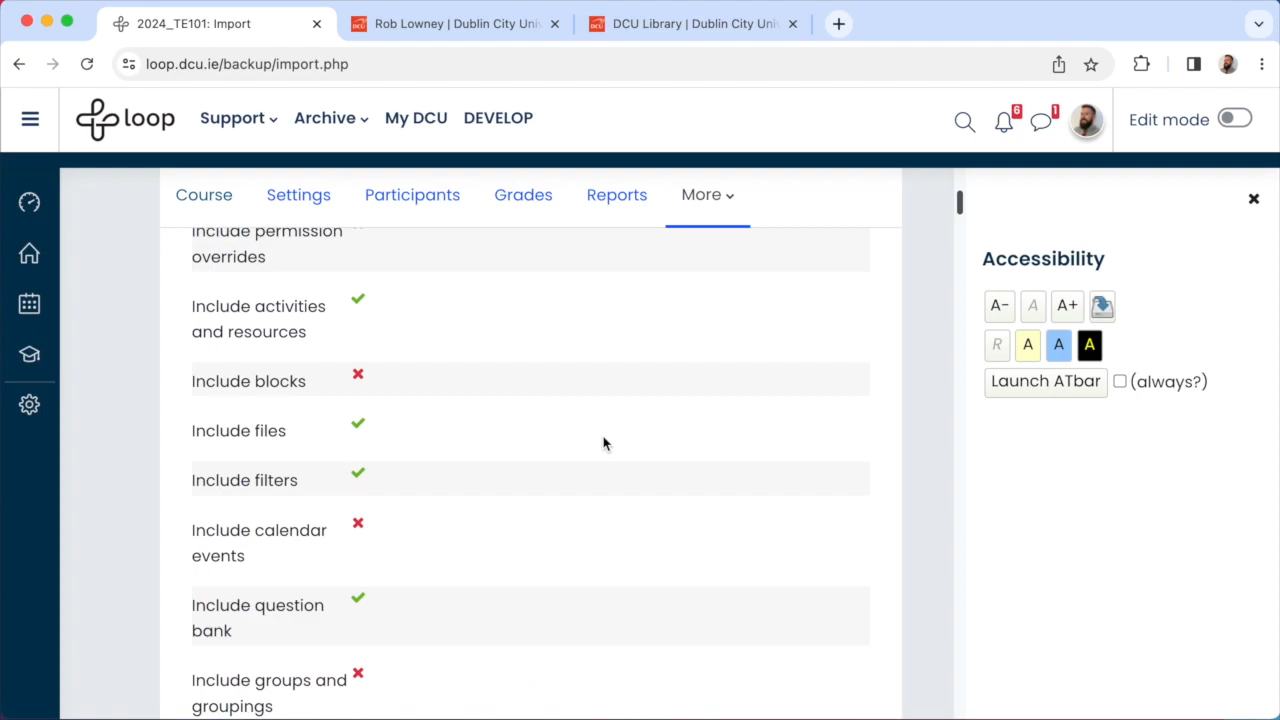 2024_TE101: Import
Rob Lowney | Dublin City Uni
DCU Library | Dublin City Uni
loop.dcu.ie/backup/import.php
loop
Support
Archive
My DCU
DEVELOP
6
1
Edit mode
Course
Settings
Participants
Grades
Reports
More
Include permission
overrides
Include activities
and resources
Include blocks
Include files
Include filters
Include calendar
events
Include question
bank
Include groups and
groupings
Accessibility
A-
A
A+
R
A
A
A
Launch ATbar
(always?)